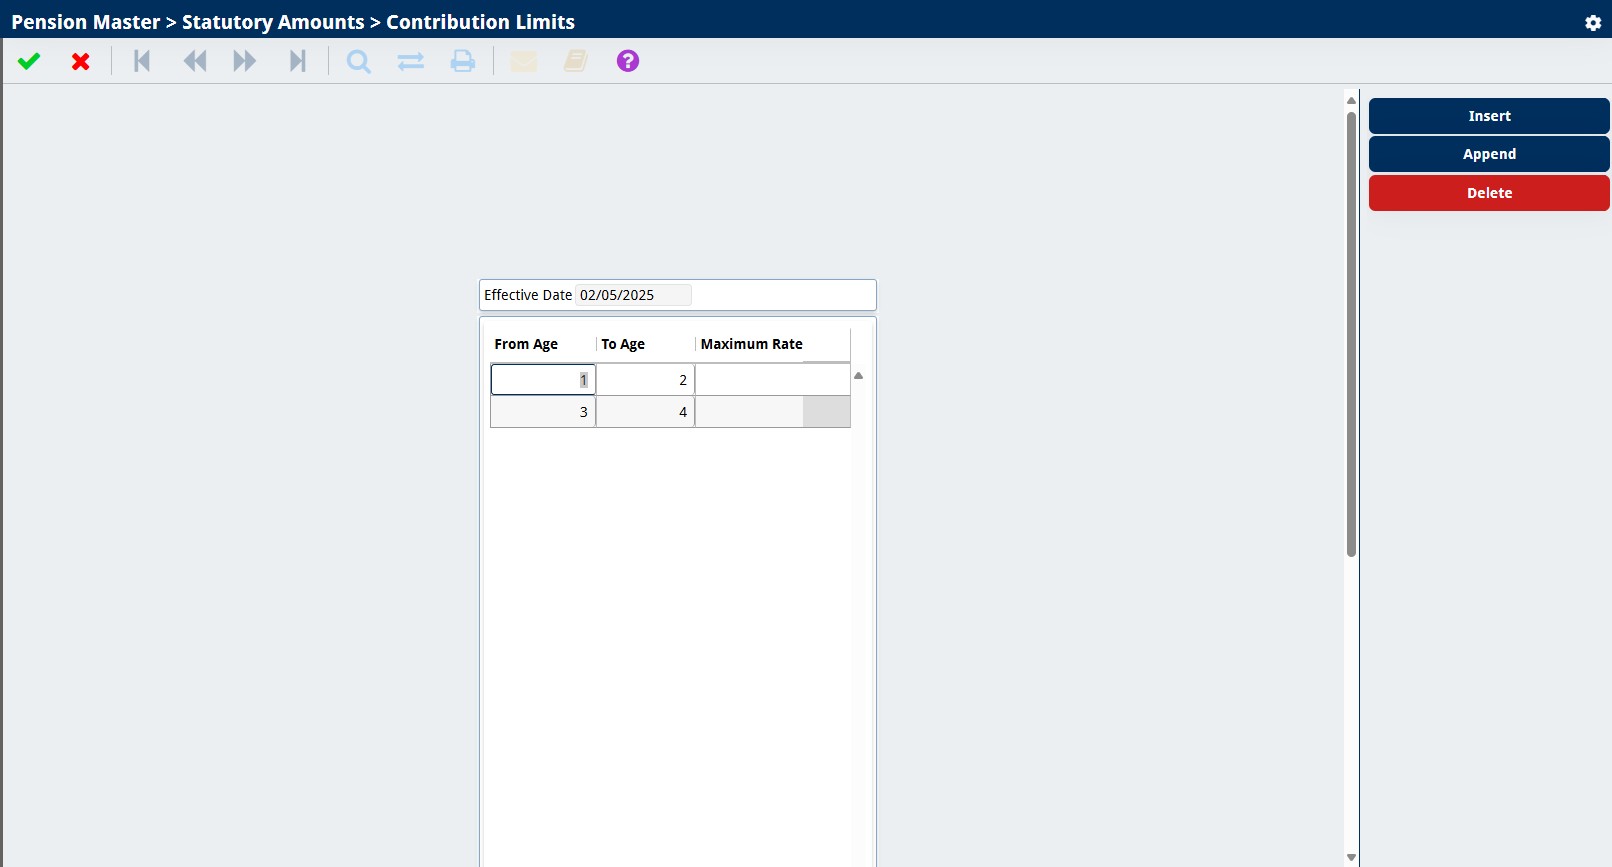 Pension Master > Statutory Amounts > Contribution Limits
?
Insert
Append
Delete
Effective Date 02/05/2025
From Age To Age Maximum Rate
1 2
3 4